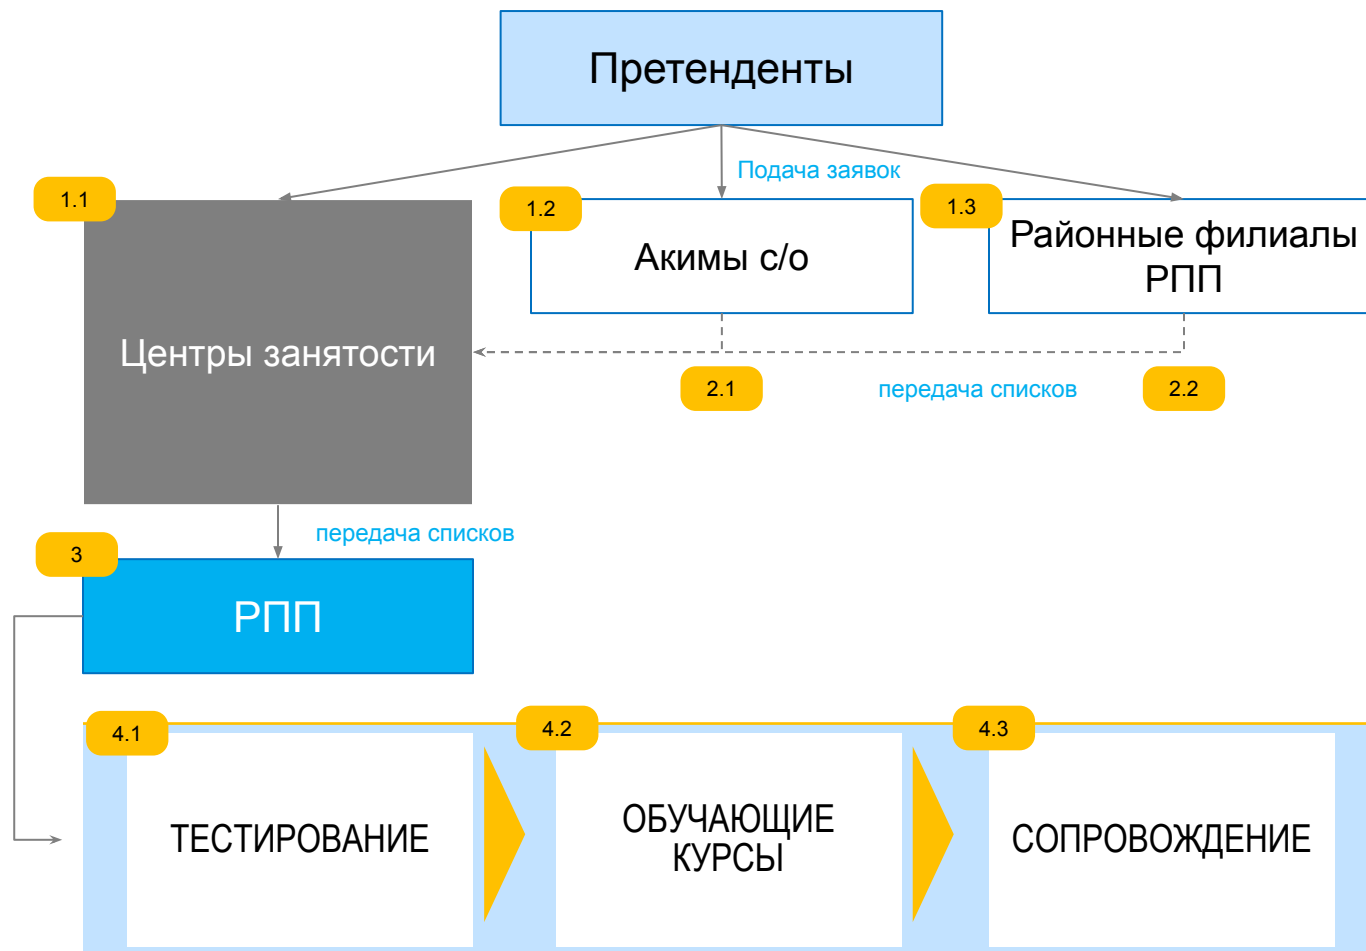 Претенденты
Подача заявок
1.1
1.2
1.3
Центры занятости
Акимы с/о
Районные филиалы
РПП
2.1
передача списков
2.2
передача списков
3
РПП
4.1
4.2
4.3
ТЕСТИРОВАНИЕ
ОБУЧАЮЩИЕ
КУРСЫ
СОПРОВОЖДЕНИЕ